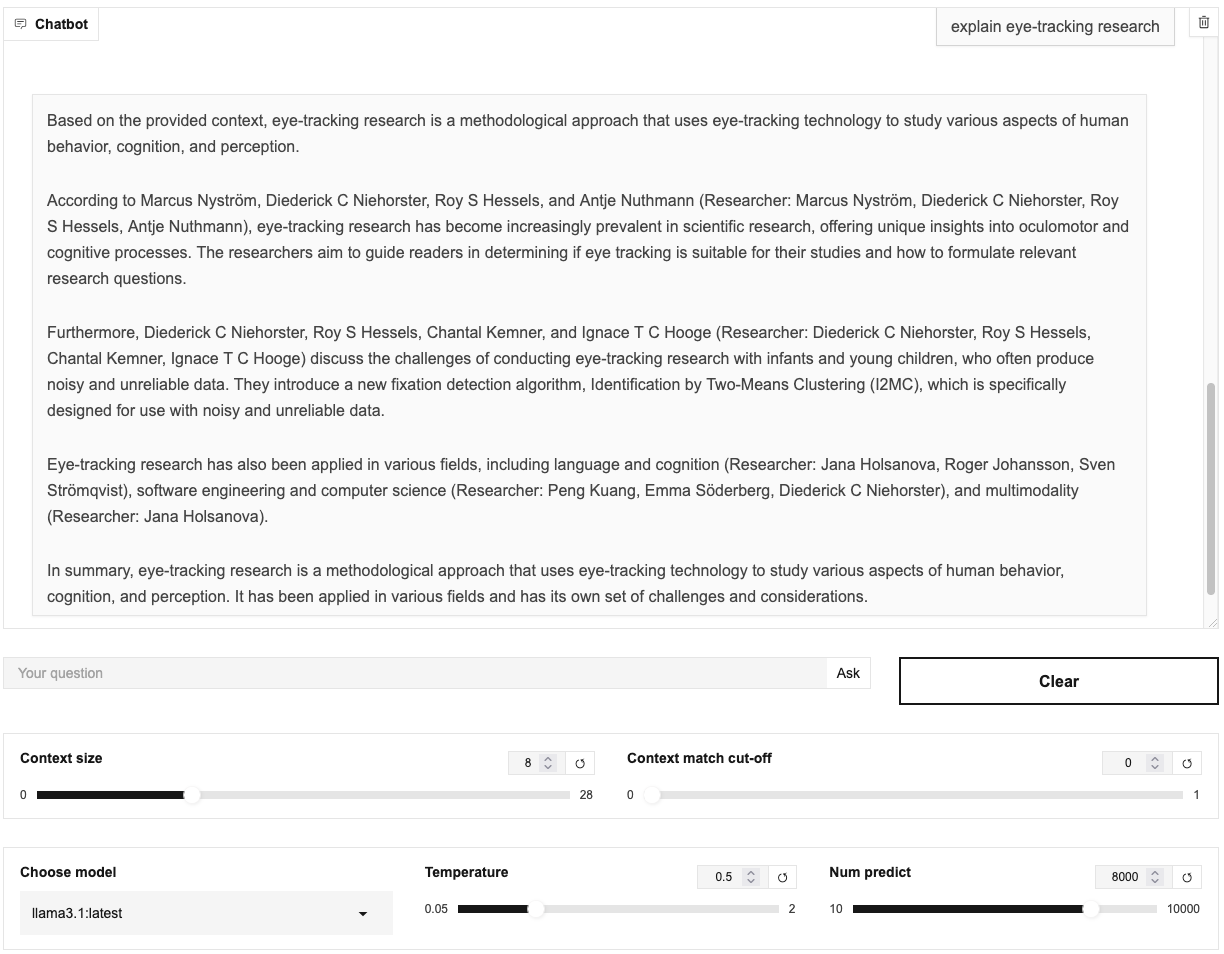 Chatbot
explain eye-tracking research
Based on the provided context, eye-tracking research is a methodological approach that uses eye-tracking technology to study various aspects of human
behavior, cognition, and perception.
According to Marcus Nyström, Diederick C Niehorster, Roy S Hessels, and Antje Nuthmann (Researcher: Marcus Nyström, Diederick C Niehorster, Roy
S Hessels, Antje Nuthmann), eye-tracking research has become increasingly prevalent in scientific research, offering unique insights into oculomotor and
cognitive processes. The researchers aim to guide readers in determining if eye tracking is suitable for their studies and how to formulate relevant
research questions.
Furthermore, Diederick C Niehorster, Roy S Hessels, Chantal Kemner, and Ignace T C Hooge (Researcher: Diederick C Niehorster, Roy S Hessels,
Chantal Kemner, Ignace T C Hooge) discuss the challenges of conducting eye-tracking research with infants and young children, who often produce
noisy and unreliable data. They introduce a new fixation detection algorithm, Identification by Two-Means Clustering (I2MC), which is specifically
designed for use with noisy and unreliable data.
Eye-tracking research has also been applied in various fields, including language and cognition (Researcher: Jana Holsanova, Roger Johansson, Sven
Strömqvist), software engineering and computer science (Researcher: Peng Kuang, Emma Söderberg, Diederick C Niehorster), and multimodality
(Researcher: Jana Holsanova).
In summary, eye-tracking research is a methodological approach that uses eye-tracking technology to study various aspects of human behavior,
cognition, and perception. It has been applied in various fields and has its own set of challenges and considerations.
Your question
Ask
Clear
Context size
8
0
28
Context match cut-off
0
0
1
Choose model
llama3.1:latest
Temperature
0.5
0.05
2
Num predict
8000
10
10000